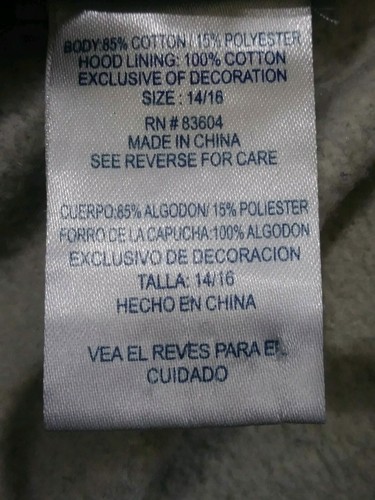 BODY:85% COTTON / 15% POLYESTER
HOOD LINING: 100% COTTON
EXCLUSIVE OF DECORATION
SIZE : 14/16
RN # 83604
MADE IN CHINA
SEE REVERSE FOR CARE
CUERPO:85% ALGODON/ 15% POLIESTER
FORRO DE LA CAPUCHA:100% ALGODON
EXCLUSIVO DE DECORACION
TALLA: 14/16
HECHO EN CHINA
VEA EL REVES PARA EL
CUIDADO